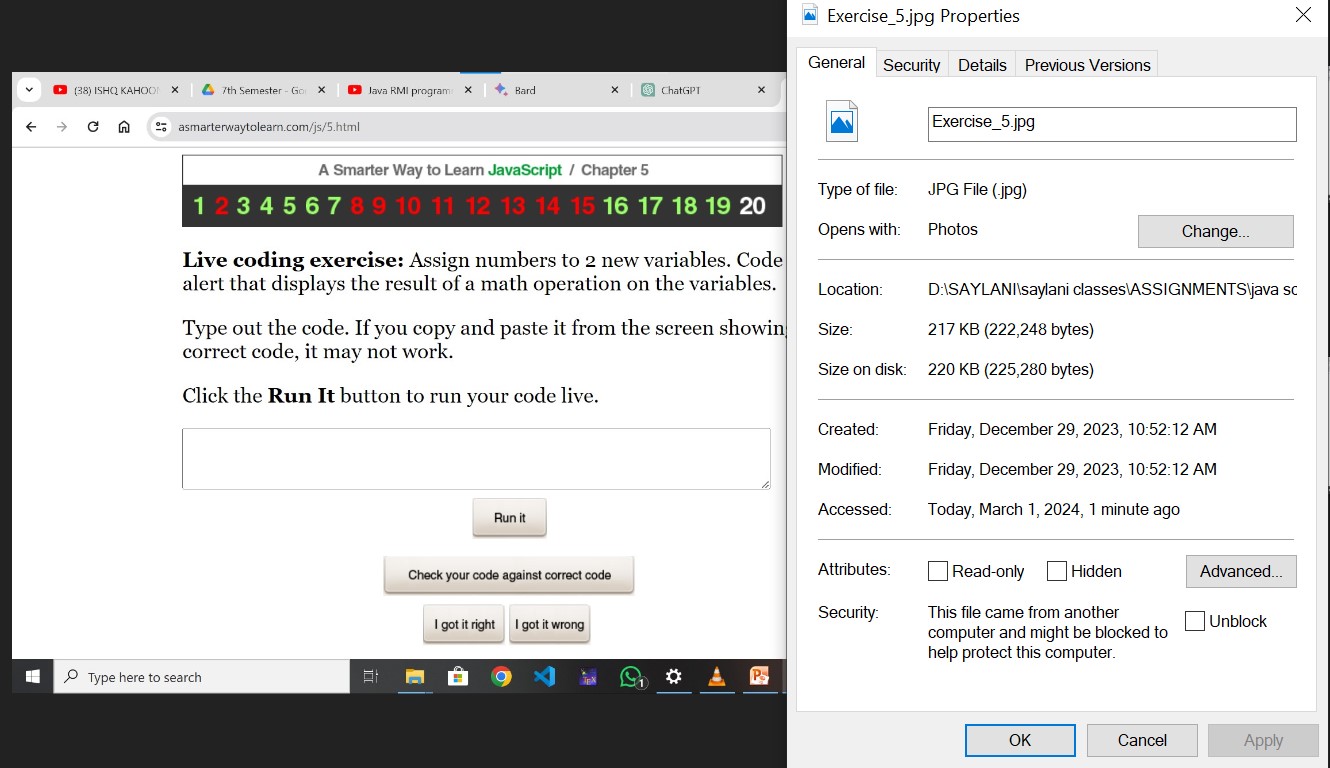 (38) ISHQ KAHOO
7th Semester - Go
Java RMI program
Bard
ChatGPT
asmarterwaytolearn.com/js/5.html
A Smarter Way to Learn JavaScript / Chapter 5
1 2 3 4 5 6 7 8 9 10 11 12 13 14 15 16 17 18 19 20
Live coding exercise: Assign numbers to 2 new variables. Code
alert that displays the result of a math operation on the variables.
Type out the code. If you copy and paste it from the screen showing
correct code, it may not work.
Click the Run It button to run your code live.
Run it
Check your code against correct code
I got it right
I got it wrong
Type here to search
1
Exercise_5.jpg Properties
General
Security
Details
Previous Versions
Exercise_5.jpg
Type of file: JPG File (.jpg)
Opens with: Photos
Change...
Location: D:\SAYLANI\saylani classes\ASSIGNMENTS\java sc
Size: 217 KB (222,248 bytes)
Size on disk: 220 KB (225,280 bytes)
Created: Friday, December 29, 2023, 10:52:12 AM
Modified: Friday, December 29, 2023, 10:52:12 AM
Accessed: Today, March 1, 2024, 1 minute ago
Attributes: Read-only Hidden
Advanced...
Security: This file came from another
computer and might be blocked to
help protect this computer.
Unblock
OK
Cancel
Apply